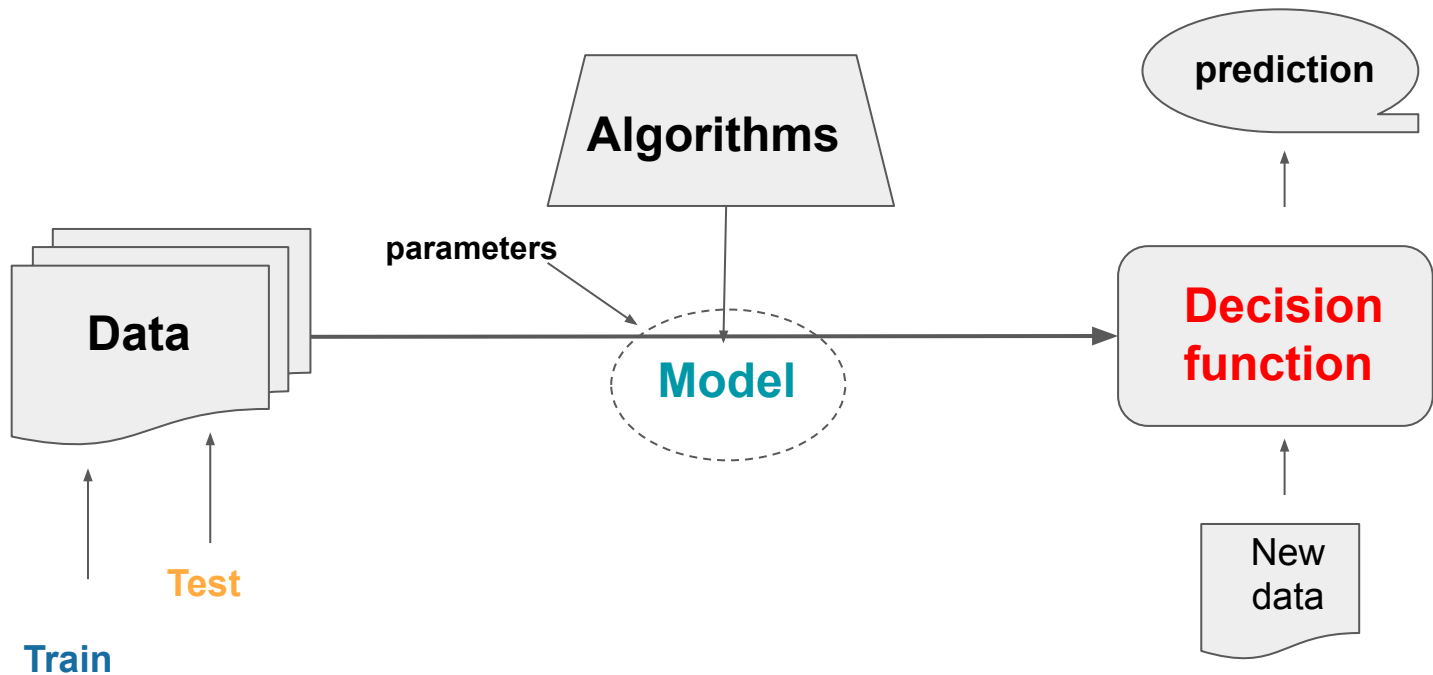 prediction
Algorithms
parameters
Data
Model
Decision
function
Test
Train
New
data